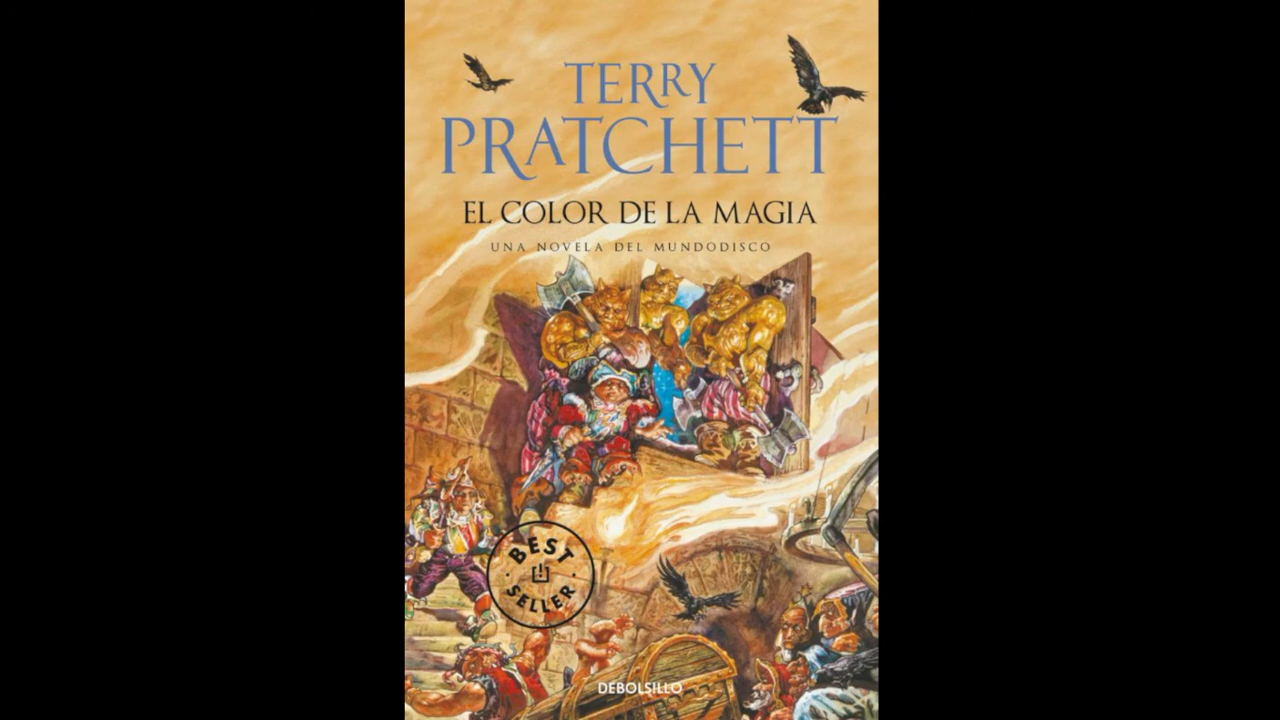 TERRY
PRATCHETT
EL COLOR DE LA MAGIA
UNA NOVELA DEL MUNDODISCO
BEST
SELLER
DEBOLSILLO